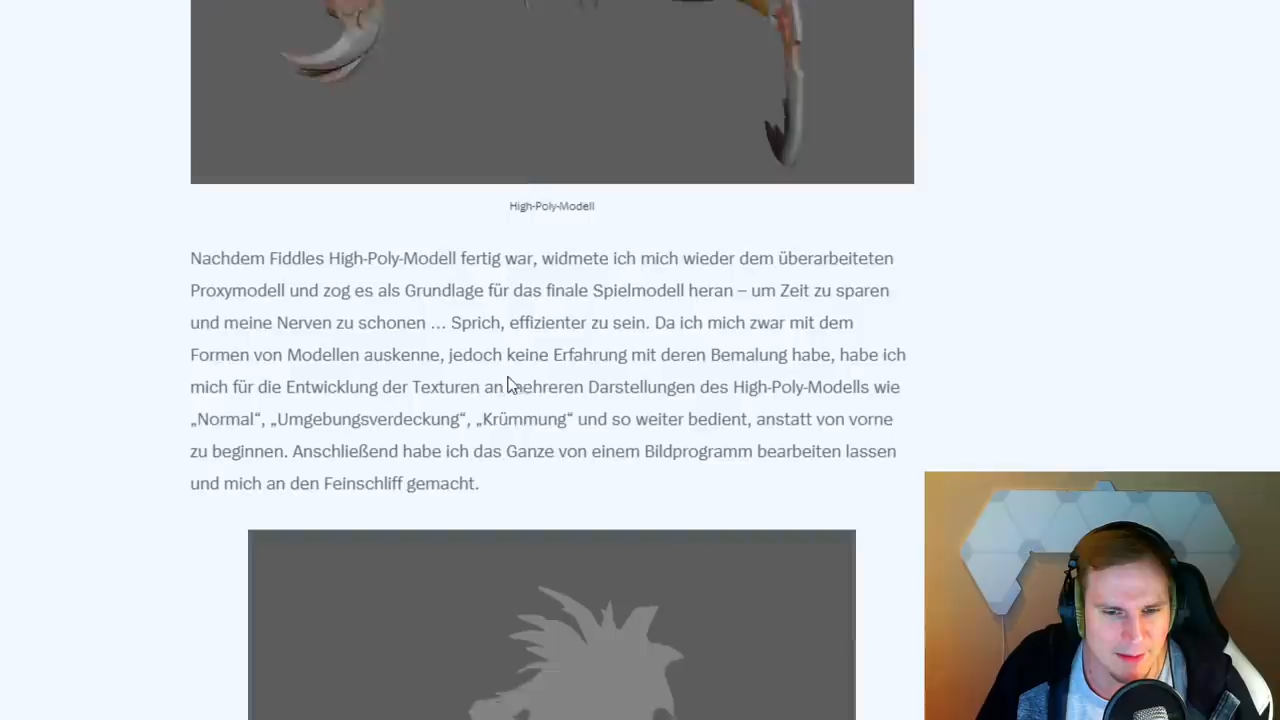 High-Poly-Modell
Nachdem Fiddles High-Poly-Modell fertig war, widmete ich mich wieder dem überarbeiteten
Proxymodell und zog es als Grundlage für das finale Spielmodell heran – um Zeit zu sparen
und meine Nerven zu schonen … Sprich, effizienter zu sein. Da ich mich zwar mit dem
Formen von Modellen auskenne, jedoch keine Erfahrung mit deren Bemalung habe, habe ich
mich für die Entwicklung der Texturen an mehreren Darstellungen des High-Poly-Modells wie
„Normal“, „Umgebungsverdeckung“, „Krümmung“ und so weiter bedient, anstatt von vorne
zu beginnen. Anschließend habe ich das Ganze von einem Bildprogramm bearbeiten lassen
und mich an den Feinschliff gemacht.